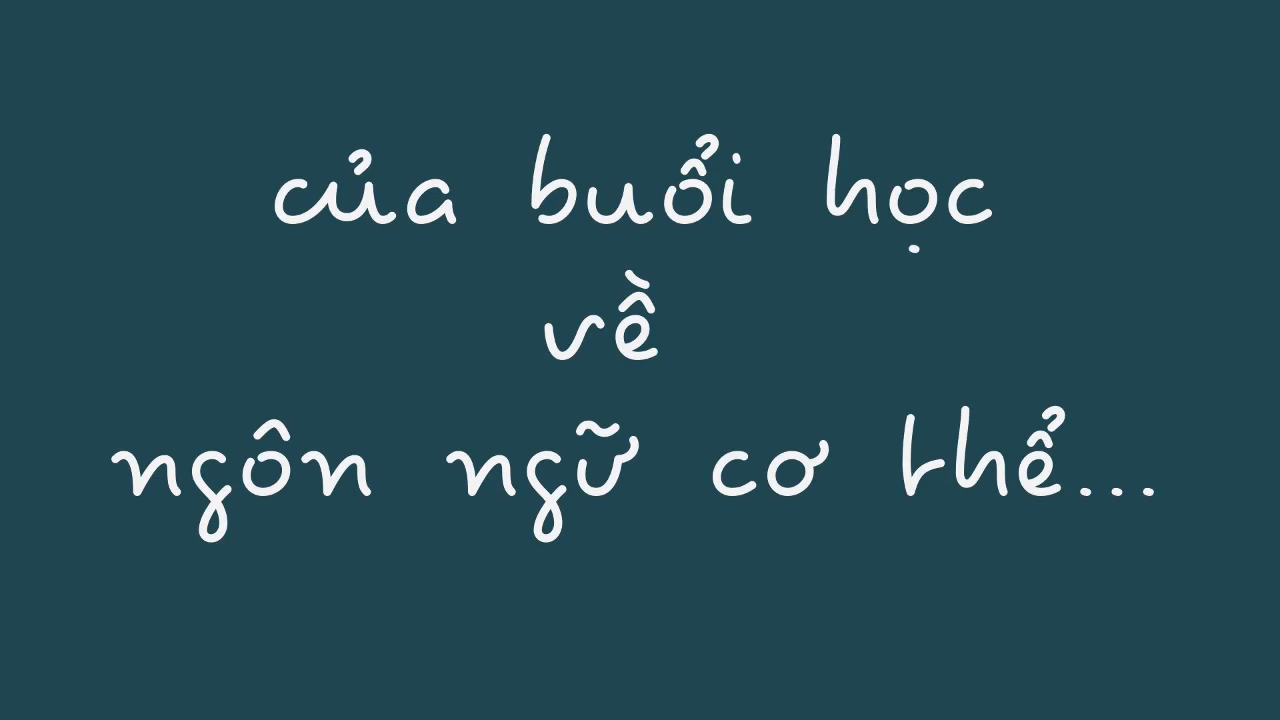 của buổi học
về
ngôn ngữ cơ thể...